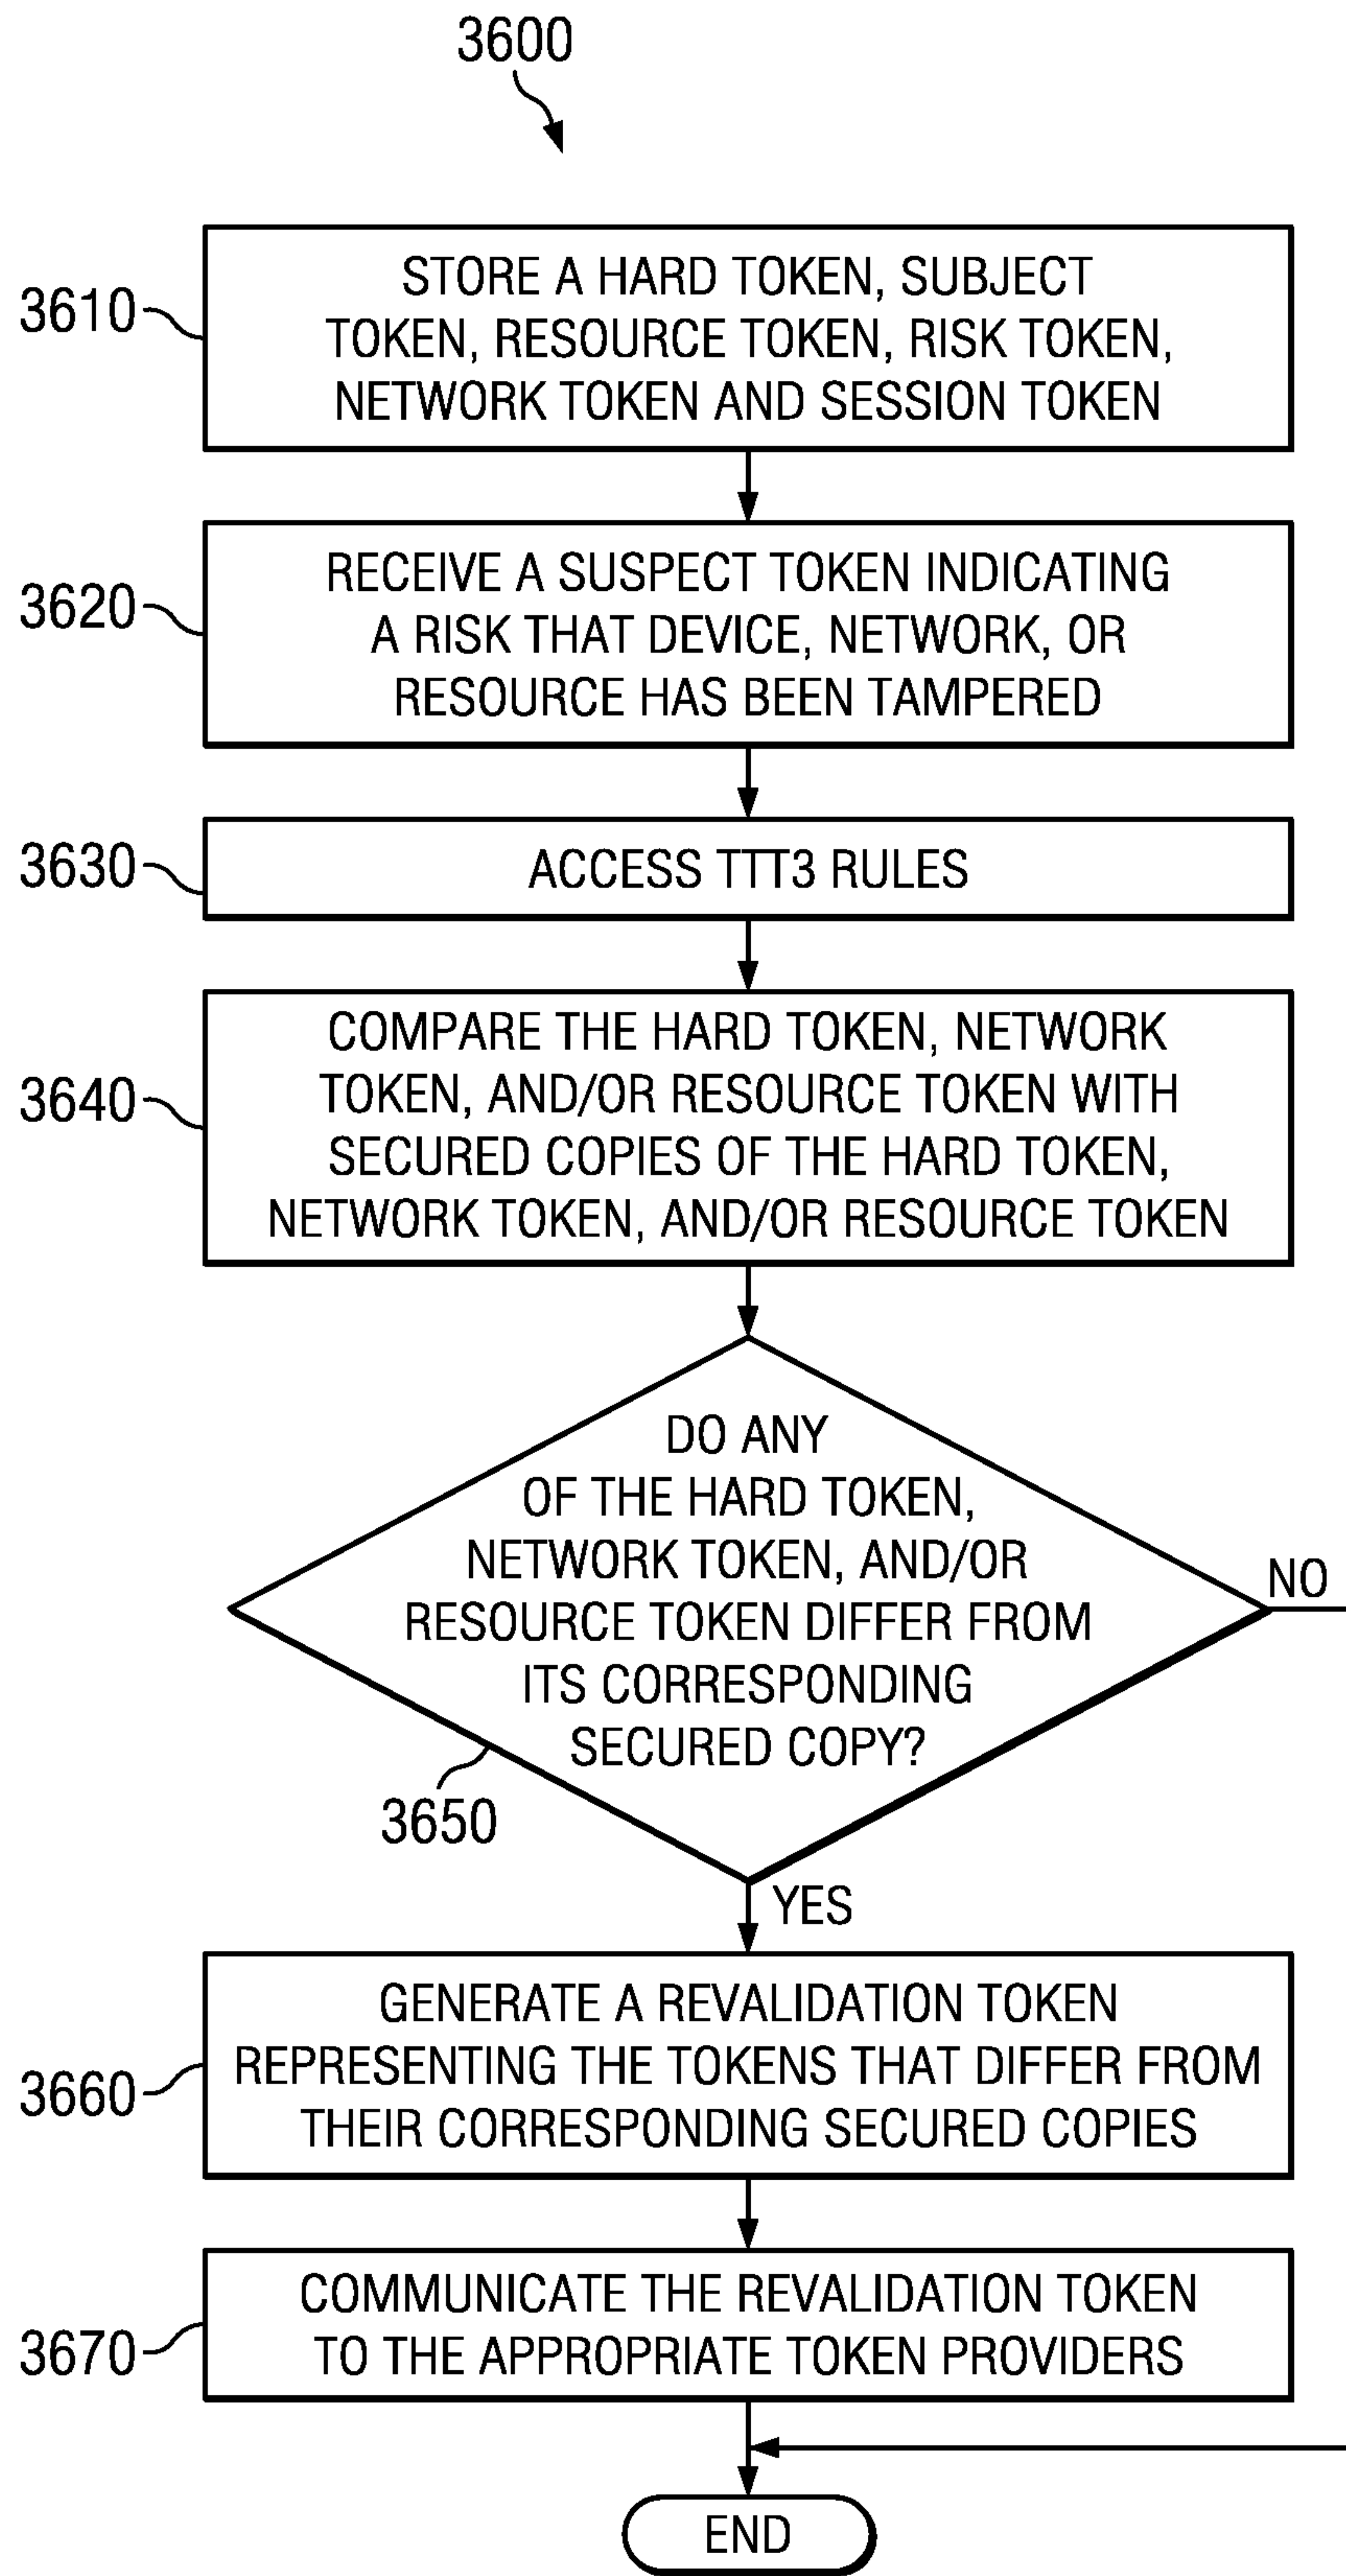 3600
3610
STORE A HARD TOKEN, SUBJECT
TOKEN, RESOURCE TOKEN, RISK TOKEN,
NETWORK TOKEN AND SESSION TOKEN
3620
RECEIVE A SUSPECT TOKEN INDICATING
A RISK THAT DEVICE, NETWORK, OR
RESOURCE HAS BEEN TAMPERED
3630
ACCESS TTT3 RULES
3640
COMPARE THE HARD TOKEN, NETWORK
TOKEN, AND/OR RESOURCE TOKEN WITH
SECURED COPIES OF THE HARD TOKEN,
NETWORK TOKEN, AND/OR RESOURCE TOKEN
DO ANY
OF THE HARD TOKEN,
NETWORK TOKEN, AND/OR
RESOURCE TOKEN DIFFER FROM
ITS CORRESPONDING
SECURED COPY?
NO
3650
YES
3660
GENERATE A REVALIDATION TOKEN
REPRESENTING THE TOKENS THAT DIFFER FROM
THEIR CORRESPONDING SECURED COPIES
3670
COMMUNICATE THE REVALIDATION TOKEN
TO THE APPROPRIATE TOKEN PROVIDERS
END